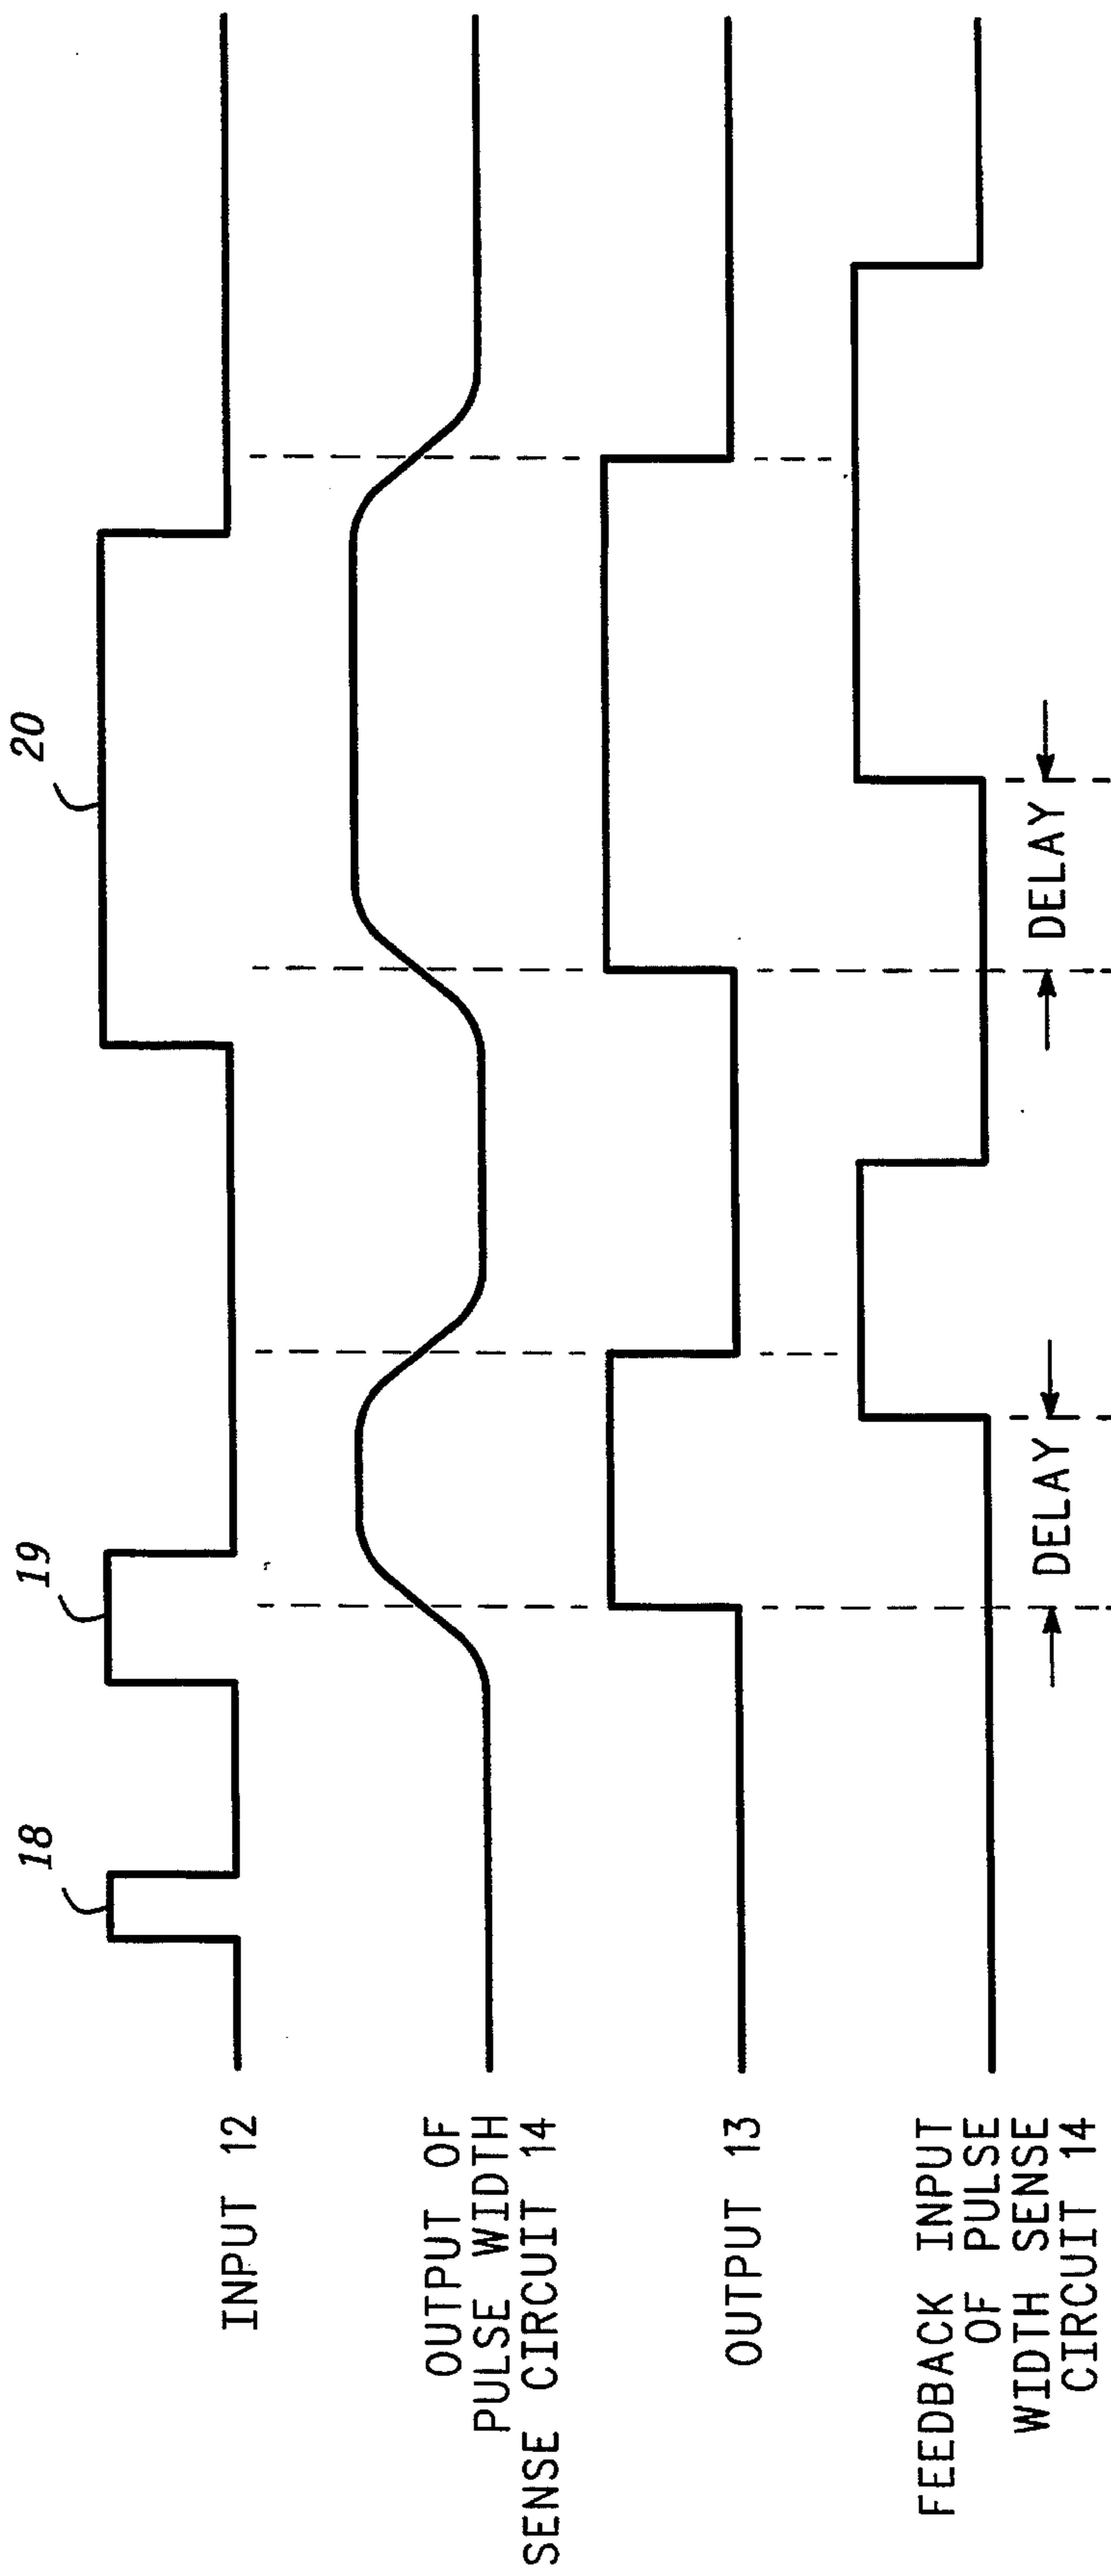 18
19
20
INPUT 12
OUTPUT OF
PULSE WIDTH
SENSE CIRCUIT 14
OUTPUT 13
FEEDBACK INPUT
OF PULSE
WIDTH SENSE
CIRCUIT 14
DELAY
DELAY